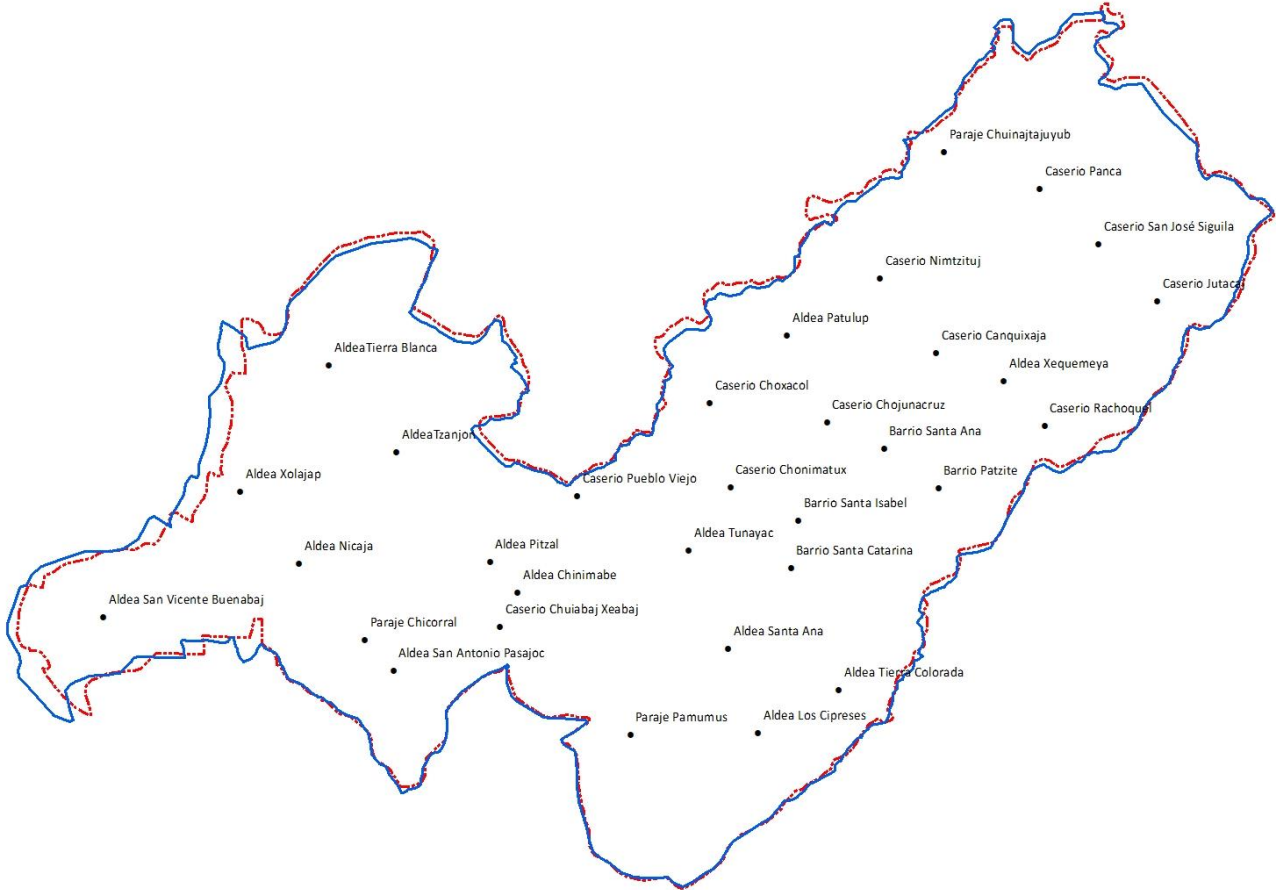 Paraje Chuinajtajuyub
Caserio Panca
Caserio San José Siguila
Caserio Nimtzituj
Caserio Jutacaj
Aldea Patulup
Caserio Canquixaja
AldeaTierra Blanca
Aldea Xequemeya
Caserio Choxacol
Caserio Chojunacruz
Caserio Rachoquel
Barrio Santa Ana
AldeaTzanjon
Caserio Chonimatux
Barrio Patzite
Aldea Xolajap
Caserio Pueblo Viejo
Barrio Santa Isabel
Aldea Tunayac
Aldea Nicaja
Aldea Pitzal
Barrio Santa Catarina
Aldea Chinimabe
Aldea San Vicente Buenabaj
Caserio Chuiabaj Xeabaj
Paraje Chicorral
Aldea Santa Ana
Aldea San Antonio Pasajoc
Aldea Tierra Colorada
Paraje Pamumus
Aldea Los Cipreses